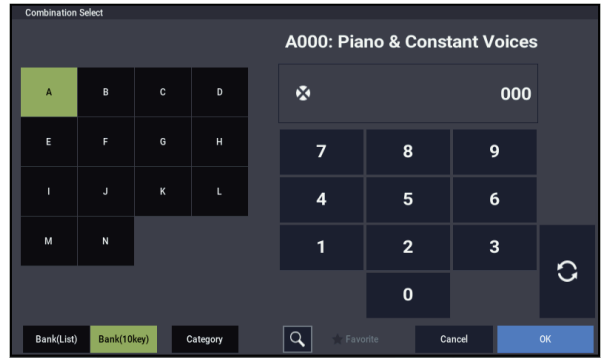 Combination Select
A000: Piano & Constant Voices
A B C D
000
E F G H
7 8 9
I J K L
4 5 6
M N
1 2 3
0
Bank(List) Bank(10key) Category Favorite Cancel OK